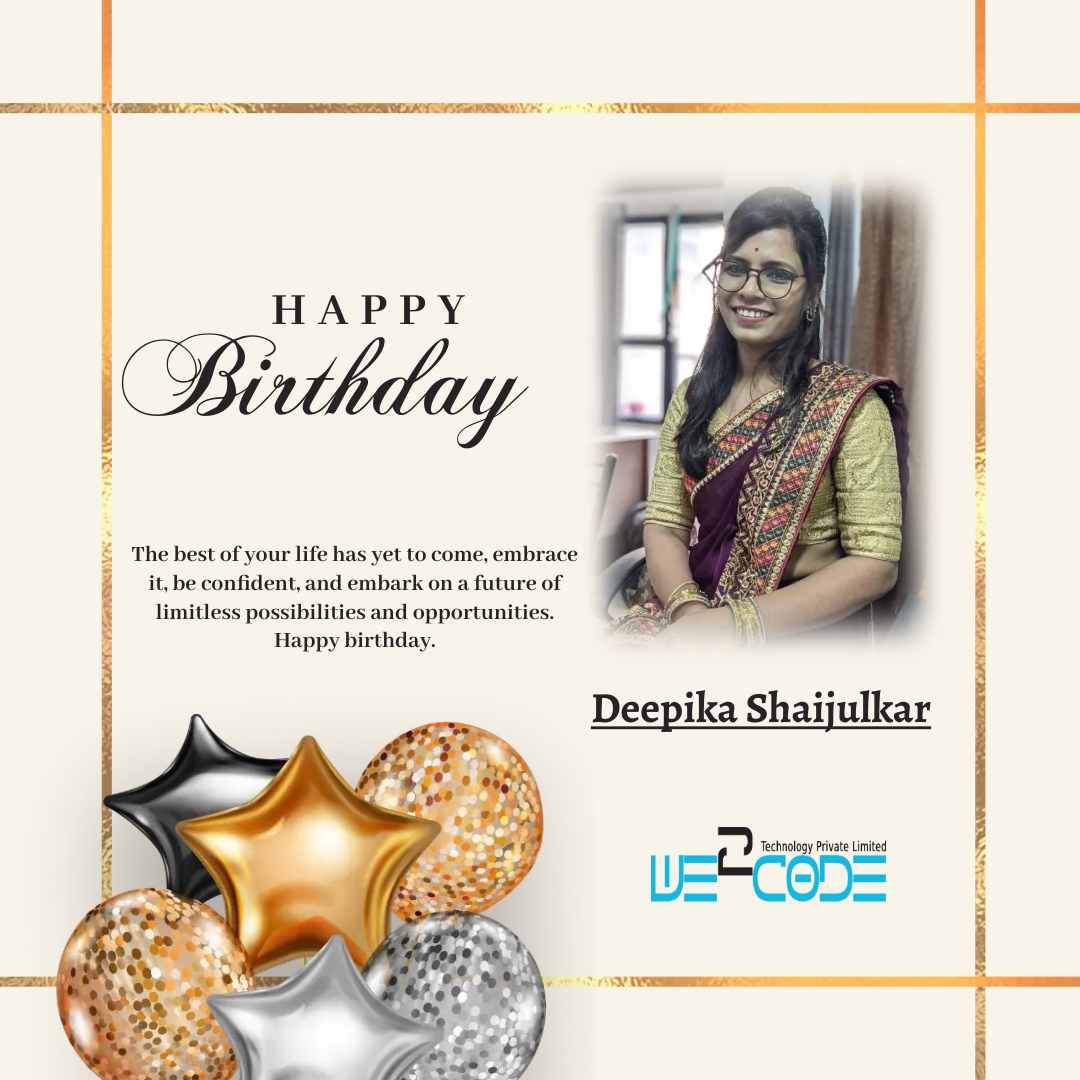 HAPPY
Birthday
The best of your life has yet to come, embrace
it, be confident, and embark on a future of
limitless possibilities and opportunities.
Happy birthday.
Deepika Shaijulkar
Technology Private Limited
WE2CODE